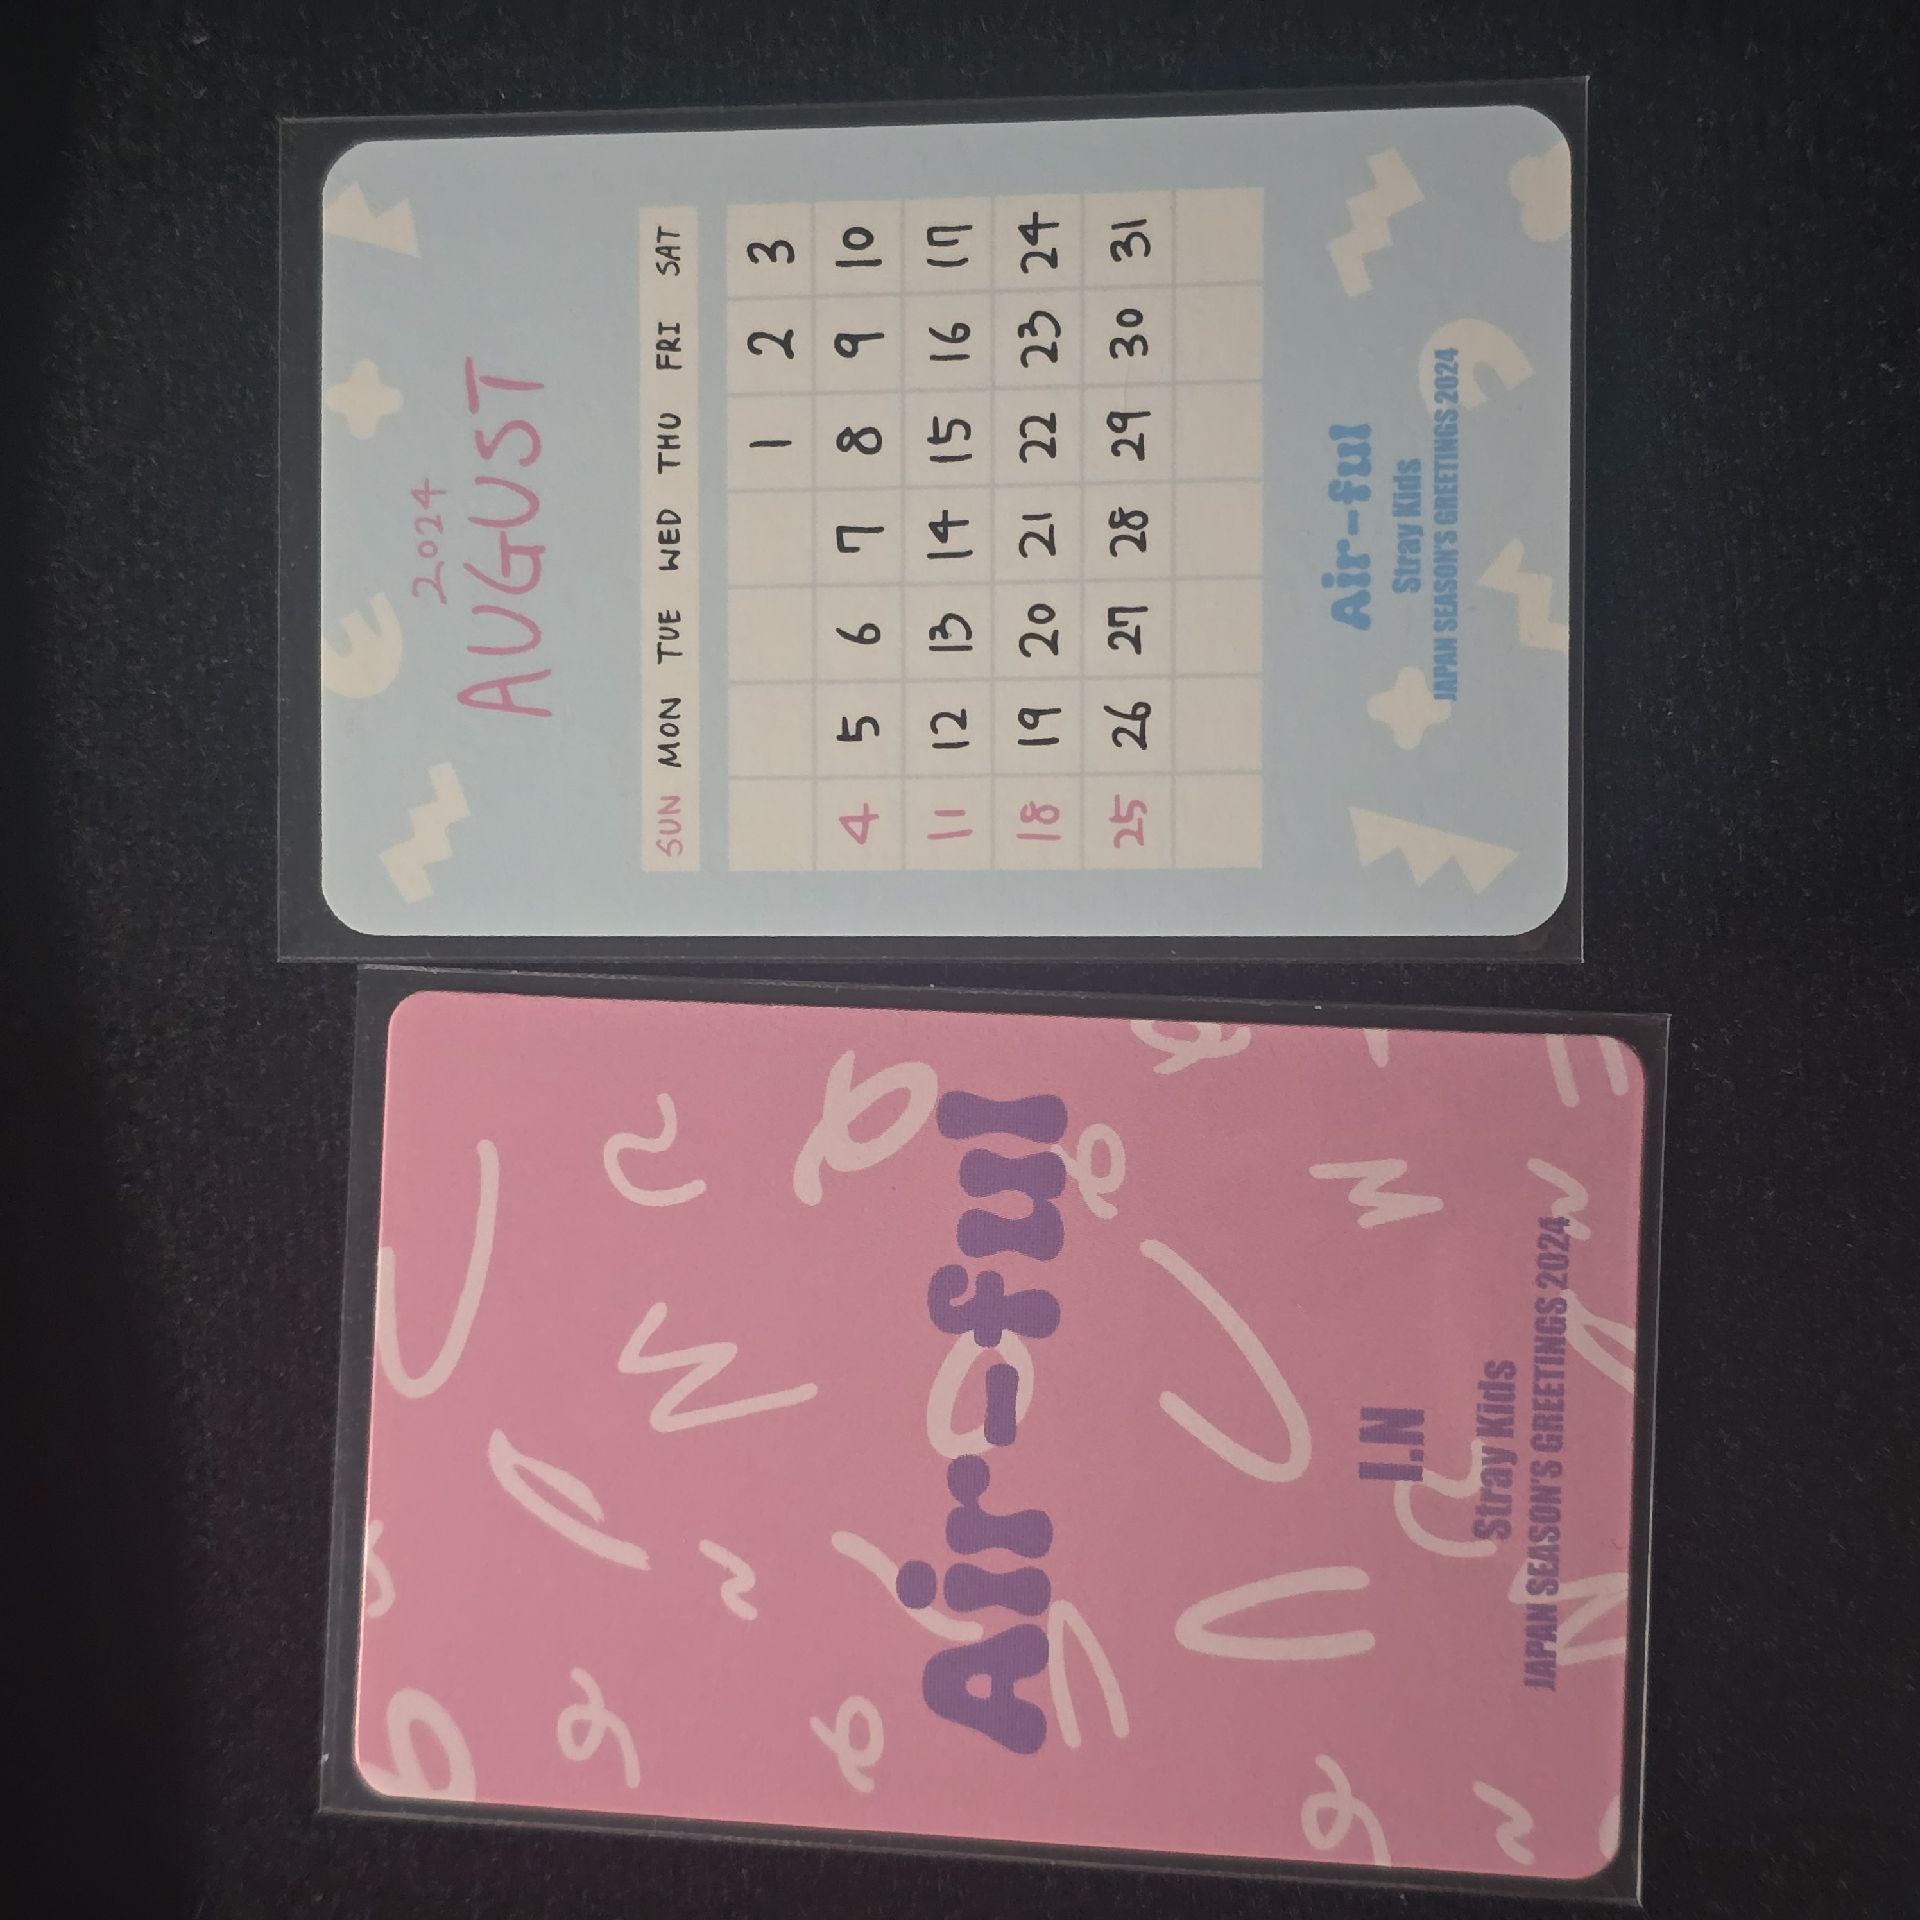 2024
AUGUST
SUN MON TUE WED THU FRI SAT
1 2 3
4 5 6 7 8 9 10
11 12 13 14 15 16 17
18 19 20 21 22 23 24
25 26 27 28 29 30 31
Air-ful
Stray Kids
JAPAN SEASON'S GREETINGS 2024
Air-ful
I.N
Stray Kids
JAPAN SEASON'S GREETINGS 2024